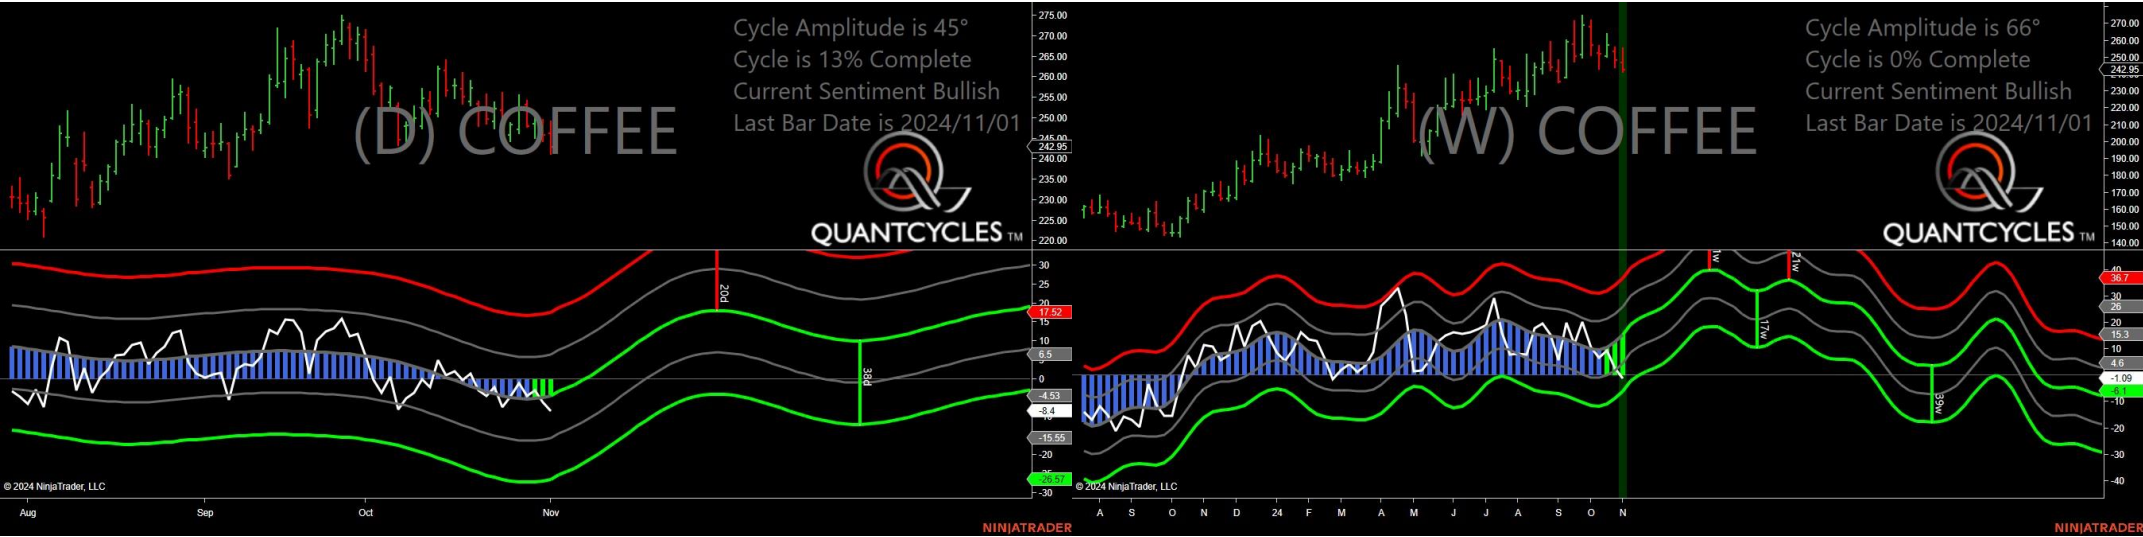 Cycle Amplitude is 45°
Cycle is 13% Complete
Current Sentiment Bullish
Last Bar Date is 2024/11/01
(D) COFFEE
QUANTCYCLES TM
275.00
270.00
265.00
260.00
255.00
250.00
245.00
242.95
240.00
235.00
230.00
225.00
220.00
20d
38d
30
25
20
17.52
15
10
6.5
0
-4.53
-8.4
-15.55
-20
-26.57
-30
© 2024 NinjaTrader, LLC
Aug Sep Oct Nov
NINJATRADER
Cycle Amplitude is 66°
Cycle is 0% Complete
Current Sentiment Bullish
Last Bar Date is 2024/11/01
(W) COFFEE
QUANTCYCLES TM
270.00
260.00
250.00
242.95
230.00
220.00
210.00
200.00
190.00
180.00
170.00
160.00
150.00
140.00
21w
17w
39w
40
36.7
30
26
20
15.3
10
4.6
-1.09
-6.1
-10
-20
-30
-40
© 2024 NinjaTrader, LLC
A S O N D 24 F M A M J J A S O N
NINJATRADER